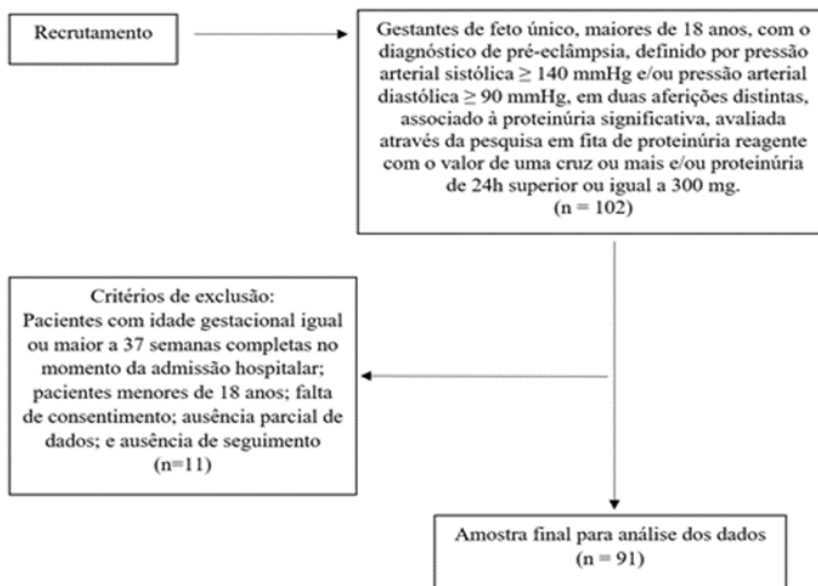 Recrutamento
Gestantes de feto único, maiores de 18 anos, com o
diagnóstico de pré-eclâmpsia, definido por pressão
arterial sistólica ≥ 140 mmHg e/ou pressão arterial
diastólica ≥ 90 mmHg, em duas aferições distintas,
associado à proteinúria significativa, avaliada
através da pesquisa em fita de proteinúria reagente
com o valor de uma cruz ou mais e/ou proteinúria
de 24h superior ou igual a 300 mg.
(n = 102)
Critérios de exclusão:
Pacientes com idade gestacional igual
ou maior a 37 semanas completas no
momento da admissão hospitalar;
pacientes menores de 18 anos; falta
de consentimento; ausência parcial de
dados; e ausência de seguimento
(n=11)
Amostra final para análise dos dados
(n = 91)